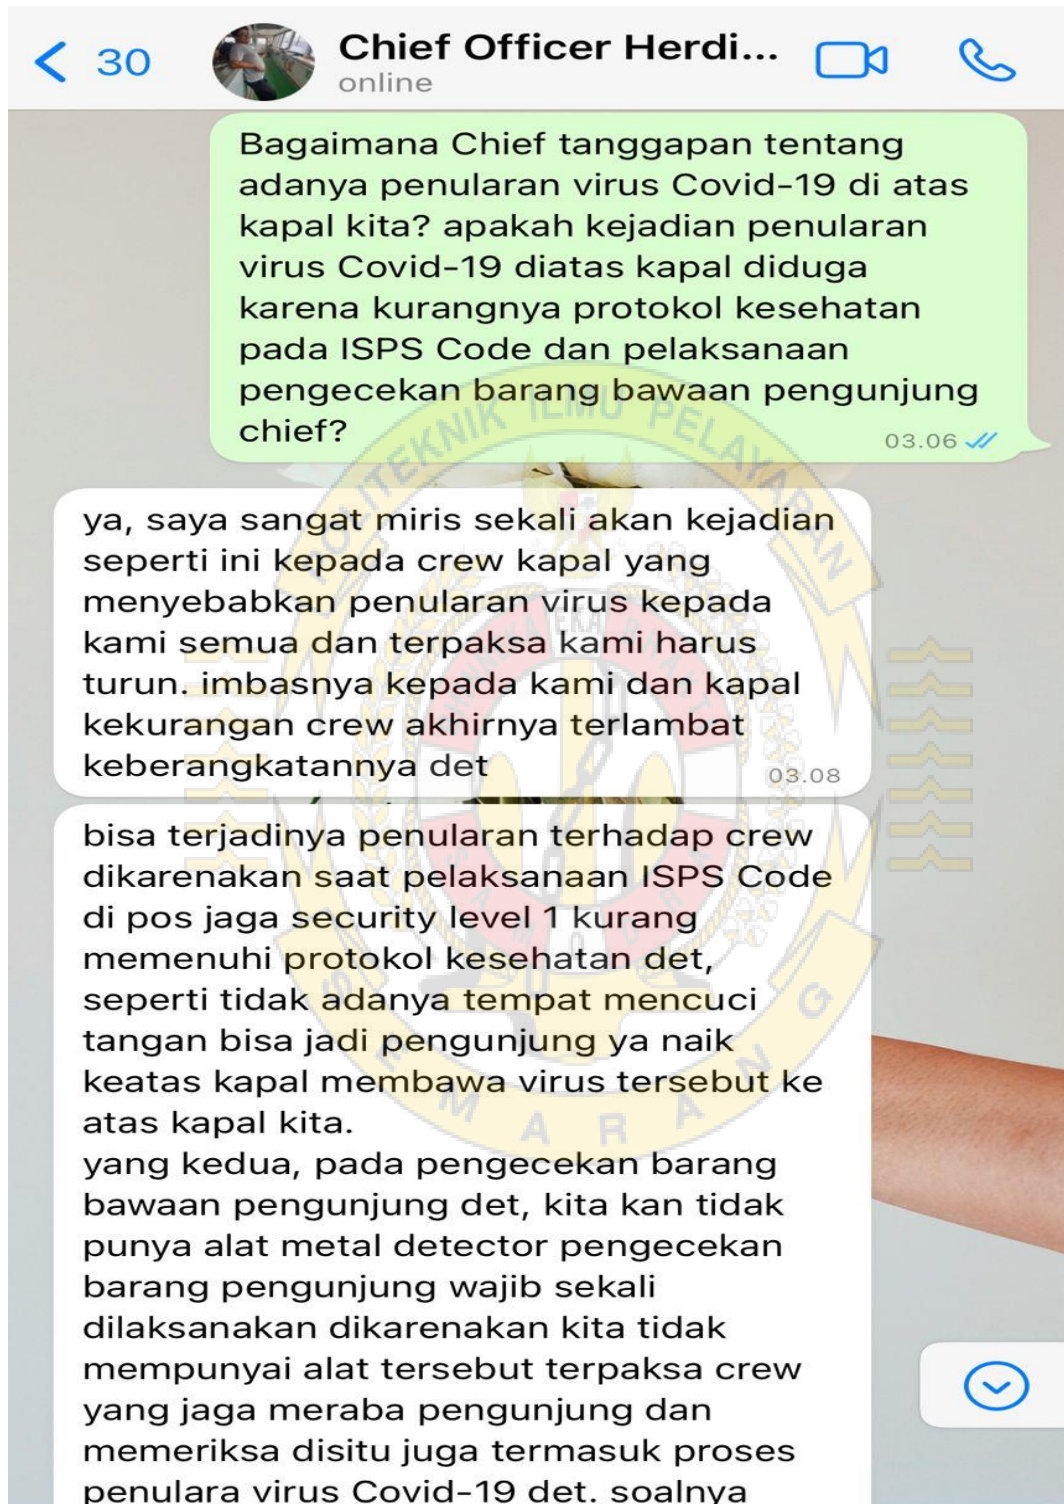 30
Chief Officer Herdi...
online
Bagaimana Chief tanggapan tentang
adanya penularan virus Covid-19 di atas
kapal kita? apakah kejadian penularan
virus Covid-19 diatas kapal diduga
karena kurangnya protokol kesehatan
pada ISPS Code dan pelaksanaan
pengecekan barang bawaan pengunjung
chief?
03.06
ya, saya sangat miris sekali akan kejadian
seperti ini kepada crew kapal yang
menyebabkan penularan virus kepada
kami semua dan terpaksa kami harus
turun. imbasnya kepada kami dan kapal
kekurangan crew akhirnya terlambat
keberangkatannya det
03.08
bisa terjadinya penularan terhadap crew
dikarenakan saat pelaksanaan ISPS Code
di pos jaga security level 1 kurang
memenuhi protokol kesehatan det,
seperti tidak adanya tempat mencuci
tangan bisa jadi pengunjung ya naik
keatas kapal membawa virus tersebut ke
atas kapal kita.
yang kedua, pada pengecekan barang
bawaan pengunjung det, kita kan tidak
punya alat metal detector pengecekan
barang pengunjung wajib sekali
dilaksanakan dikarenakan kita tidak
mempunyai alat tersebut terpaksa crew
yang jaga meraba pengunjung dan
memeriksa disitu juga termasuk proses
penulara virus Covid-19 det. soalnya
POLITEKNIK ILMU PELAYARAN
SEMARANG